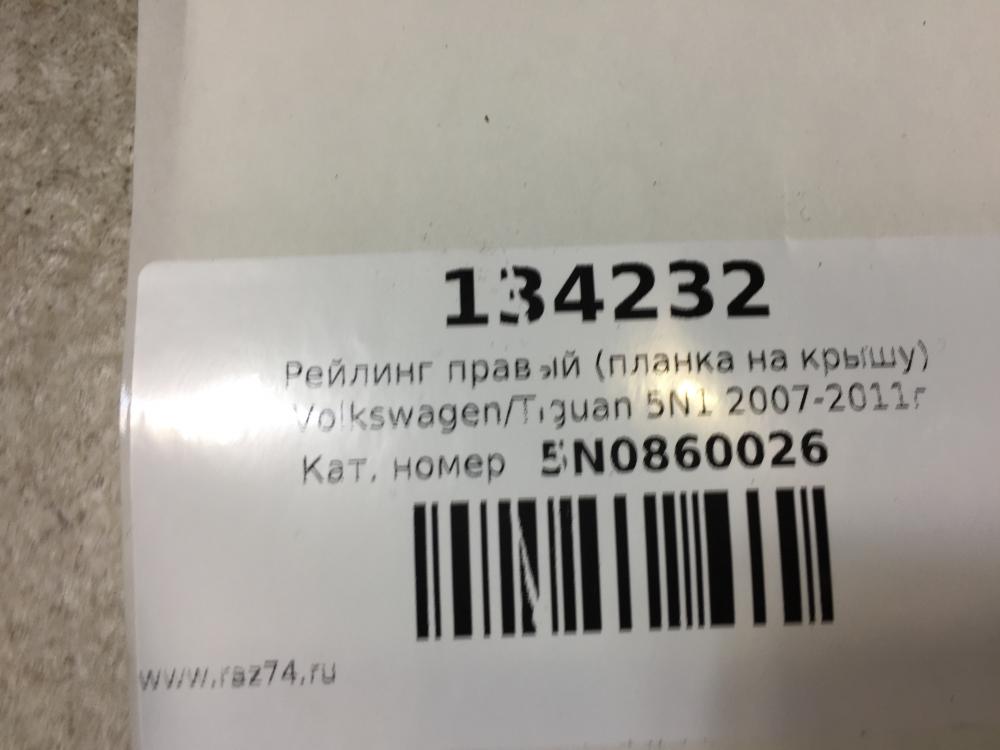 134232
Рейлинг правый (планка на крышу)
Volkswagen/Tiguan 5N1 2007-2011г
Кат. номер 5N0860026
www.raz74.ru